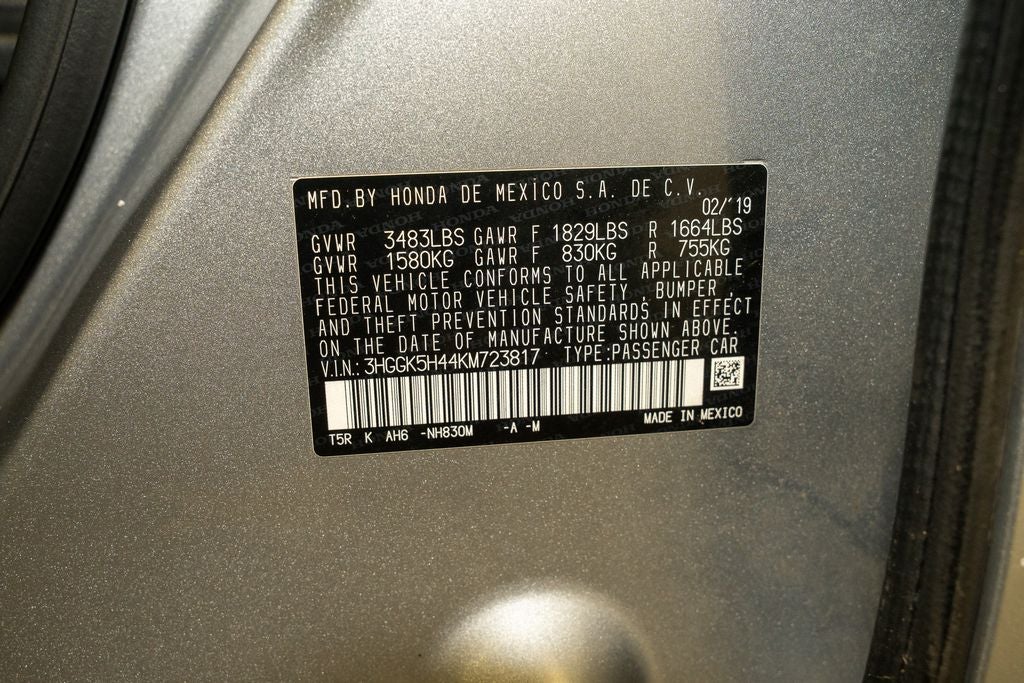 MFD. BY HONDA DE MEXICO S.A. DE C.V.
02/'19
GVWR 3483LBS GAWR F 1829LBS R 1664LBS
GVWR 1580KG GAWR F 830KG R 755KG
THIS VEHICLE CONFORMS TO ALL APPLICABLE
FEDERAL MOTOR VEHICLE SAFETY , BUMPER ,
AND THEFT PREVENTION STANDARDS IN EFFECT
ON THE DATE OF MANUFACTURE SHOWN ABOVE.
V.I.N.: 3HGGK5H44KM723817 TYPE:PASSENGER CAR
T5R K AH6 -NH830M -A -M MADE IN MEXICO